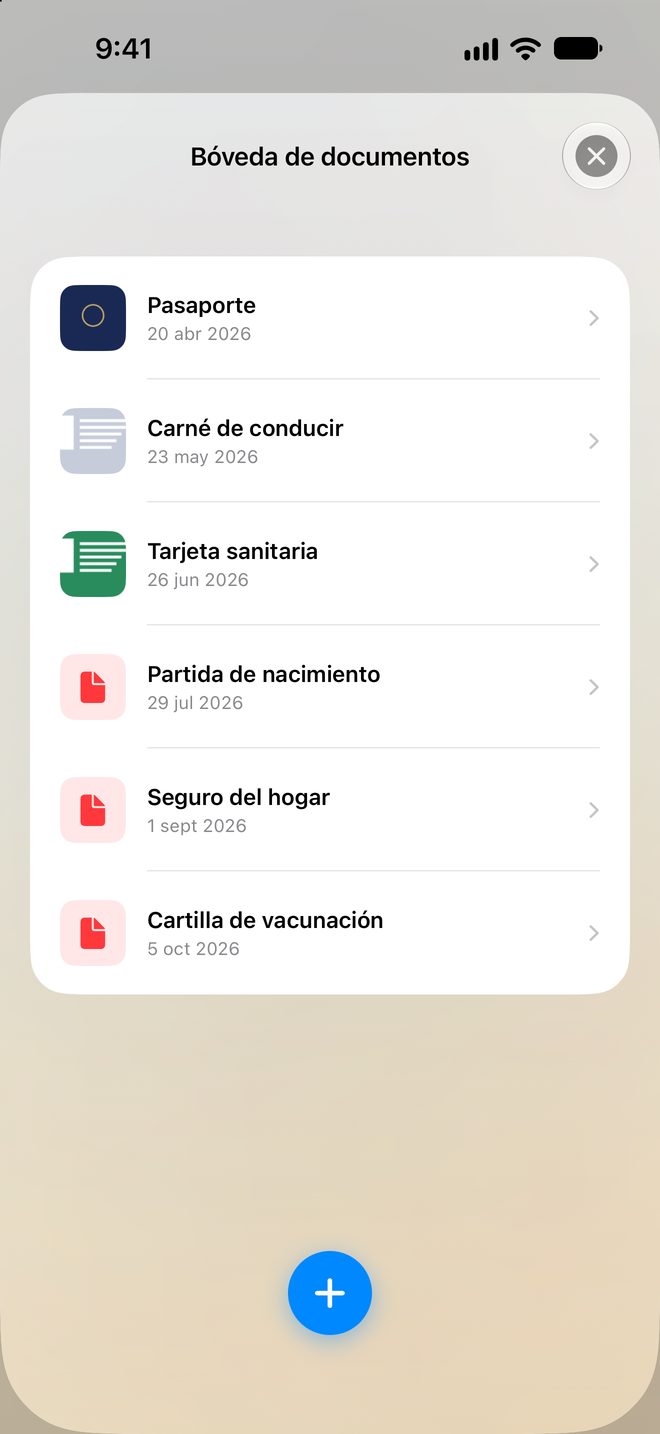 9:41
Bóveda de documentos
Pasaporte
20 abr 2026
Carné de conducir
23 may 2026
Tarjeta sanitaria
26 jun 2026
Partida de nacimiento
29 jul 2026
Seguro del hogar
1 sept 2026
Cartilla de vacunación
5 oct 2026